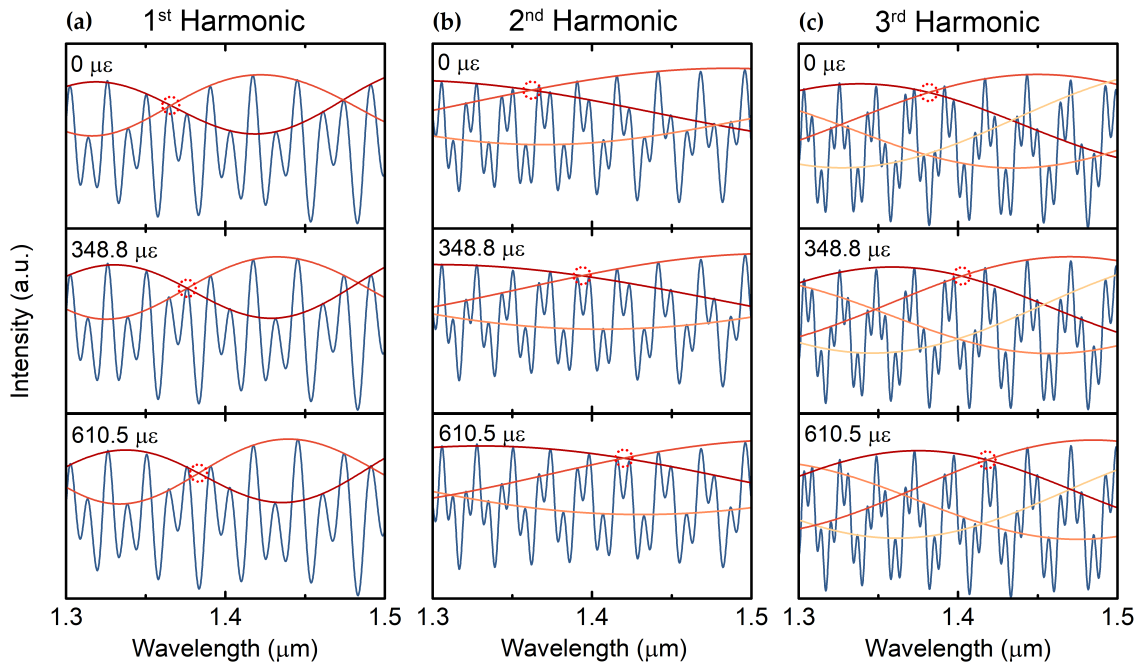 (a) 1st Harmonic
(b) 2nd Harmonic
(c) 3rd Harmonic
Intensity (a.u.)
0 με
0 με
0 με
348.8 με
348.8 με
348.8 με
610.5 με
610.5 με
610.5 με
1.3 1.4 1.5
1.3 1.4 1.5
1.3 1.4 1.5
Wavelength (μm)
Wavelength (μm)
Wavelength (μm)